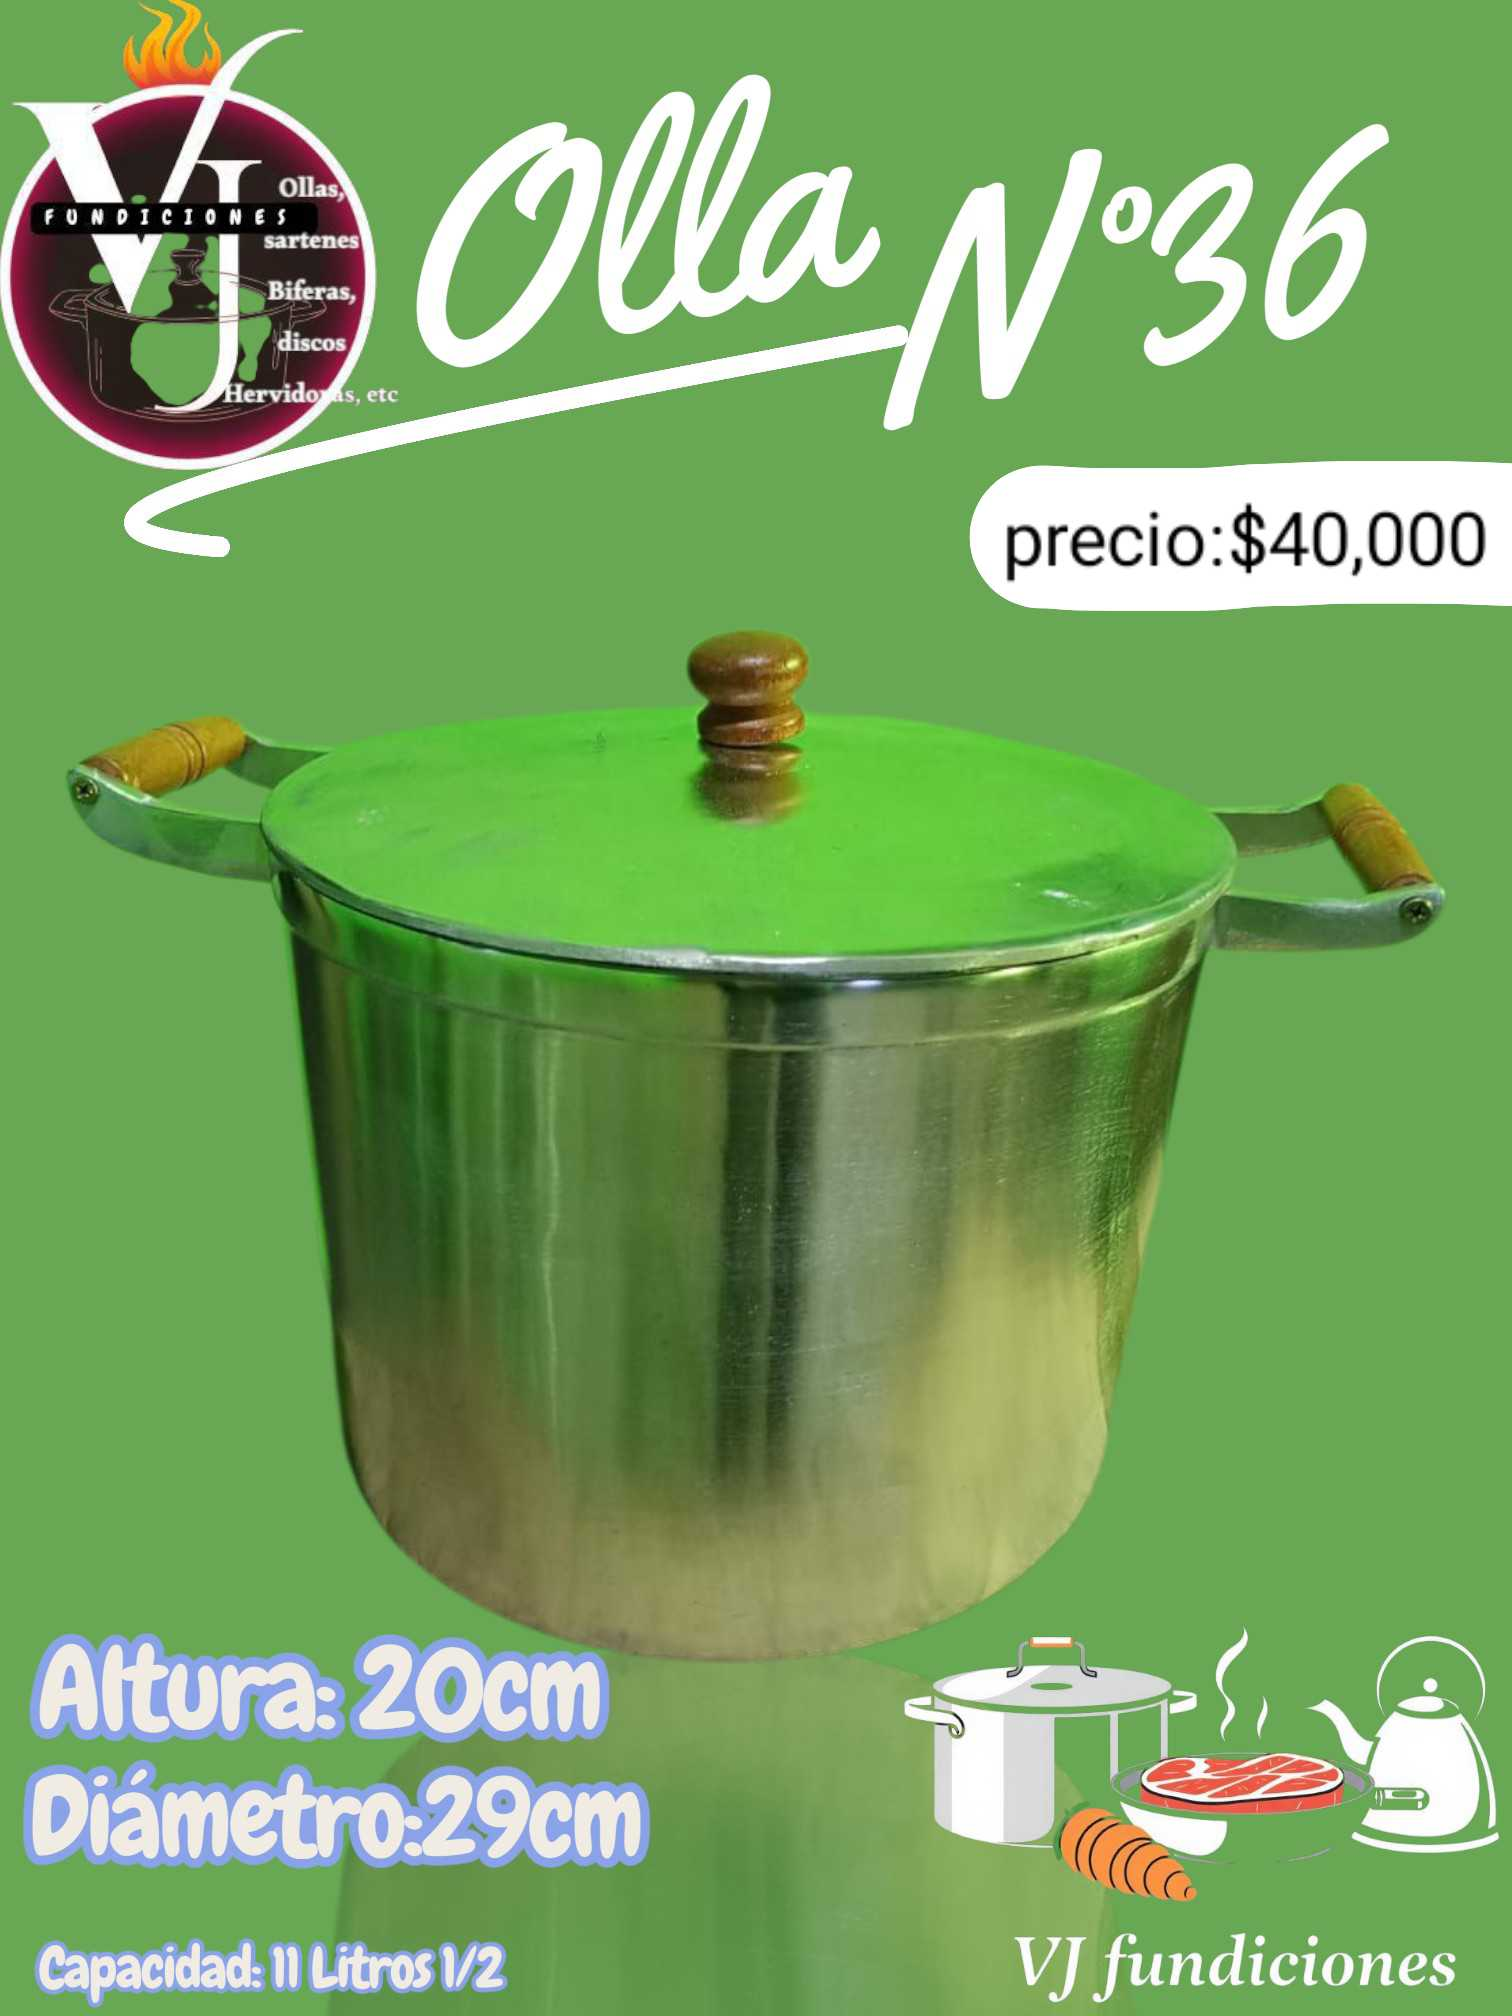 VJ
FUNDICIONES
Ollas,
sartenes
Biferas,
discos
Hervidoras, etc
Olla N°36
precio:$40,000
Altura: 20cm
Diámetro:29cm
Capacidad: 11 Litros 1/2
VJ fundiciones